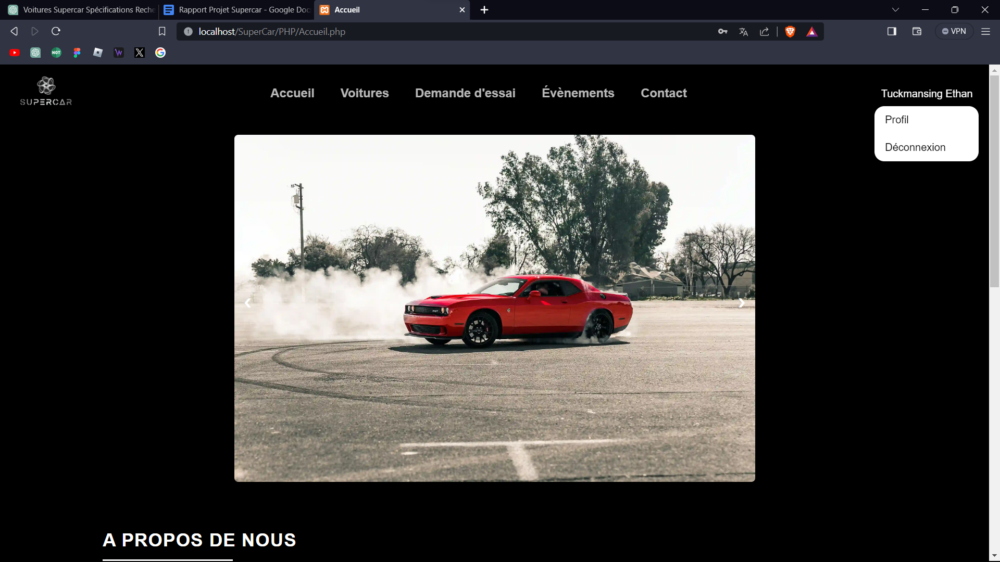 Voitures Supercar Spécifications Reche
Rapport Projet Supercar - Google Doc
Accueil
localhost/SuperCar/PHP/Accueil.php
VPN
NOT
SUPERCAR
Accueil
Voitures
Demande d'essai
Évènements
Contact
Tuckmansing Ethan
Profil
Déconnexion
A PROPOS DE NOUS